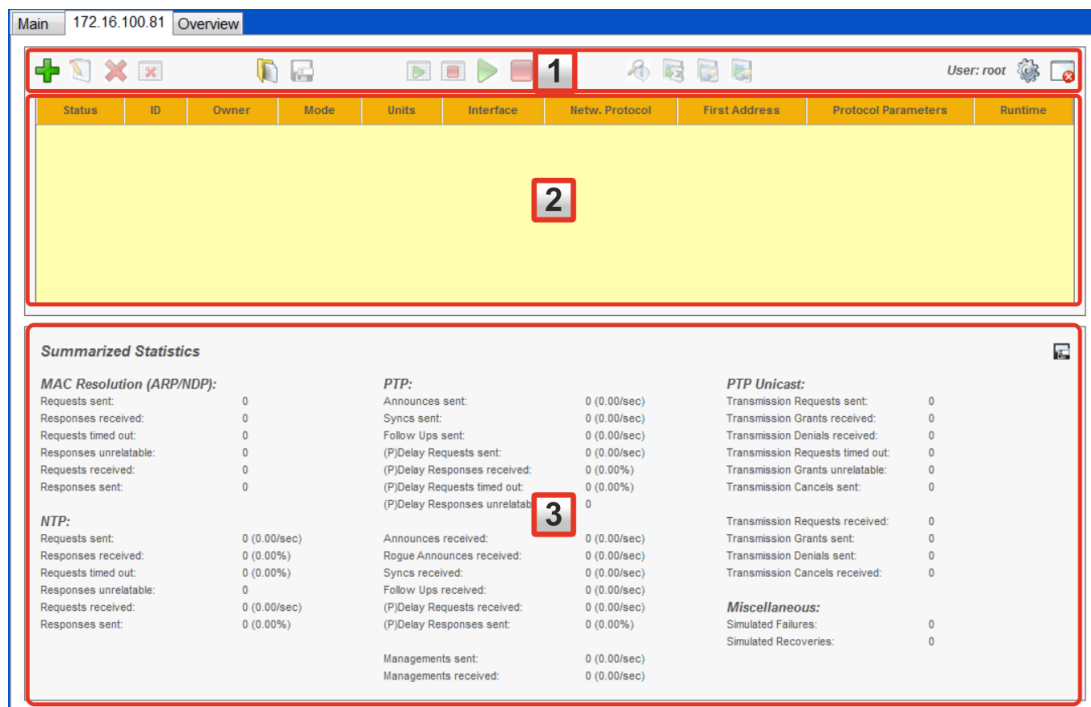 Main 172.16.100.81 Overview
1 User: root
Status ID Owner Mode Units Interface Netw. Protocol First Address Protocol Parameters Runtime
2
Summarized Statistics
MAC Resolution (ARP/NDP):
Requests sent: 0
Responses received: 0
Requests timed out: 0
Responses unrelatable: 0
Requests received: 0
Responses sent: 0
NTP:
Requests sent: 0 (0.00/sec)
Responses received: 0 (0.00%)
Requests timed out: 0 (0.00%)
Responses unrelatable: 0
Requests received: 0 (0.00/sec)
Responses sent: 0 (0.00%)
PTP:
Announces sent: 0 (0.00/sec)
Syncs sent: 0 (0.00/sec)
Follow Ups sent: 0 (0.00/sec)
(P)Delay Requests sent: 0 (0.00/sec)
(P)Delay Responses received: 0 (0.00%)
(P)Delay Requests timed out: 0 (0.00%)
(P)Delay Responses unrelatab 0
3
Announces received: 0 (0.00/sec)
Rogue Announces received: 0 (0.00/sec)
Syncs received: 0 (0.00/sec)
Follow Ups received: 0 (0.00/sec)
(P)Delay Requests received: 0 (0.00/sec)
(P)Delay Responses sent: 0 (0.00%)
Managements sent: 0 (0.00/sec)
Managements received: 0 (0.00/sec)
PTP Unicast:
Transmission Requests sent: 0
Transmission Grants received: 0
Transmission Denials received: 0
Transmission Requests timed out: 0
Transmission Grants unrelatable: 0
Transmission Cancels sent: 0
Transmission Requests received: 0
Transmission Grants sent: 0
Transmission Denials sent: 0
Transmission Cancels received: 0
Miscellaneous:
Simulated Failures: 0
Simulated Recoveries: 0